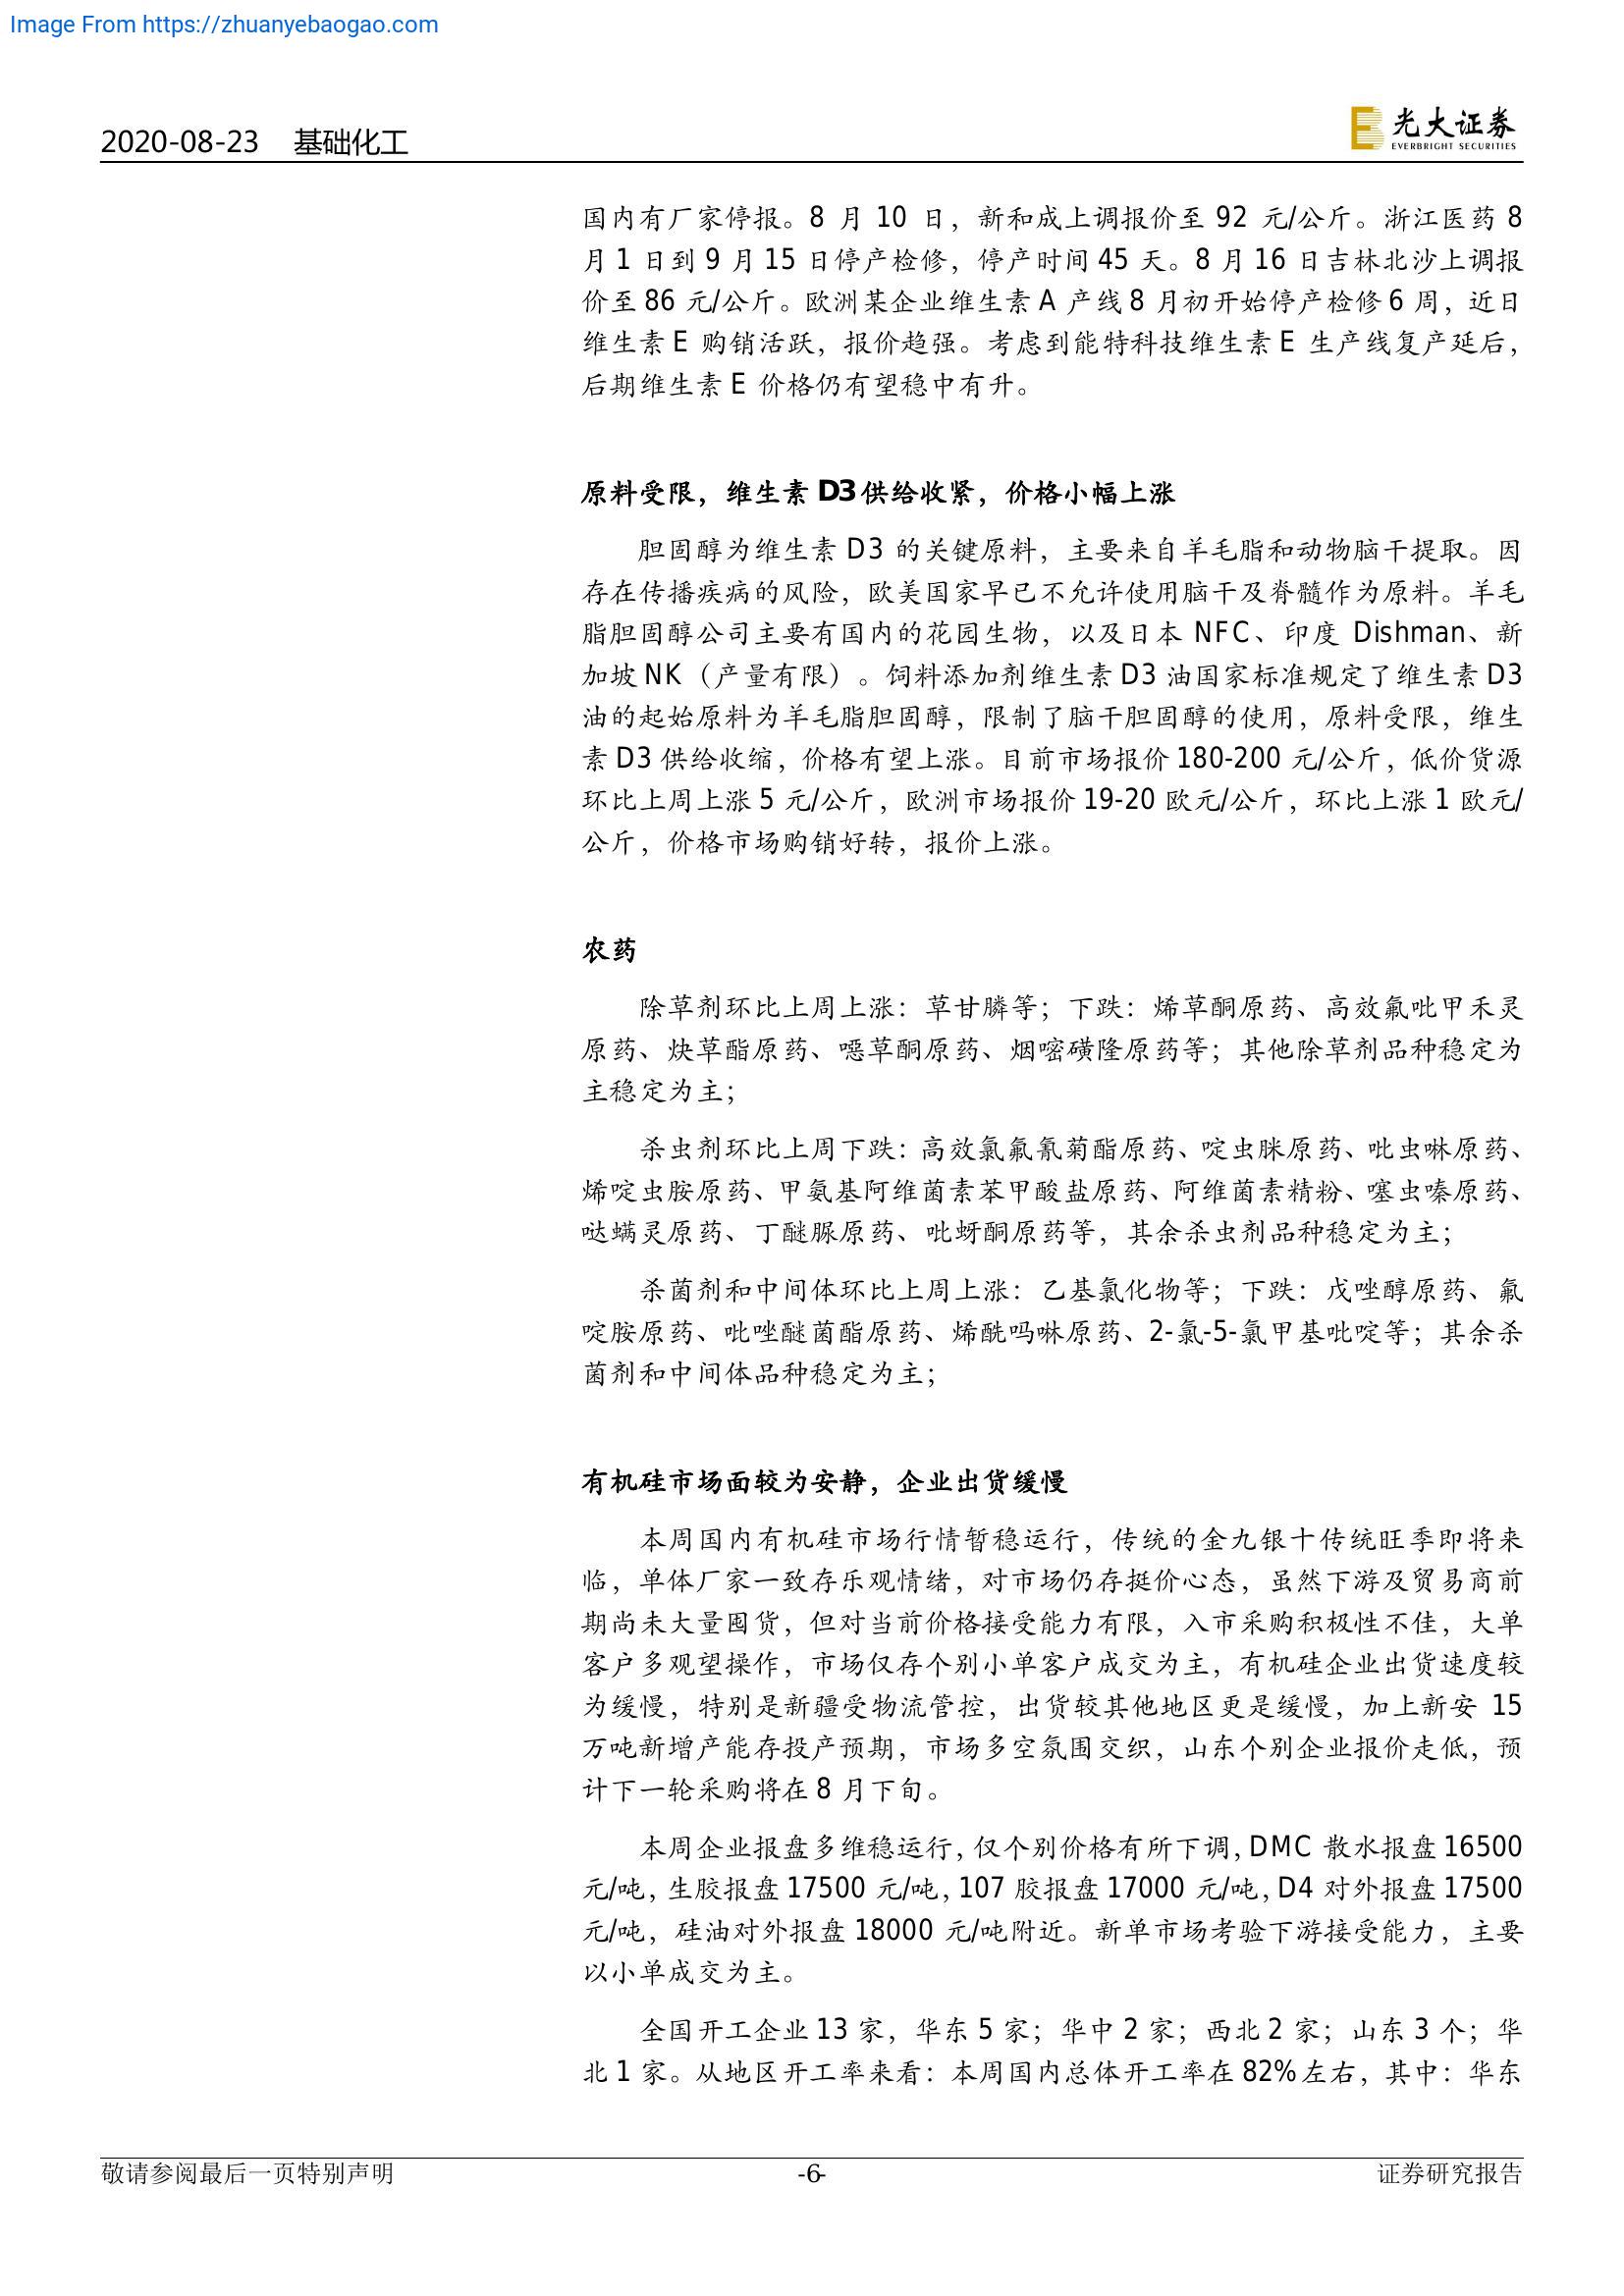 Image From https://zhuanyebaogao.com
2020-08-23 基础化工
光大证券
EVERBRIGHT SECURITIES
国内有厂家停报。8 月 10 日，新和成上调报价至 92 元/公斤。浙江医药 8
月 1 日到 9 月 15 日停产检修，停产时间 45 天。8 月 16 日吉林北沙上调报
价至 86 元/公斤。欧洲某企业维生素 A 产线 8 月初开始停产检修 6 周，近日
维生素 E 购销活跃，报价趋强。考虑到能特科技维生素 E 生产线复产延后，
后期维生素 E 价格仍有望稳中有升。
原料受限，维生素 D3 供给收紧，价格小幅上涨
胆固醇为维生素 D3 的关键原料，主要来自羊毛脂和动物脑干提取。因
存在传播疾病的风险，欧美国家早已不允许使用脑干及脊髓作为原料。羊毛
脂胆固醇公司主要有国内的花园生物，以及日本 NFC、印度 Dishman、新
加坡 NK（产量有限）。饲料添加剂维生素 D3 油国家标准规定了维生素 D3
油的起始原料为羊毛脂胆固醇，限制了脑干胆固醇的使用，原料受限，维生
素 D3 供给收缩，价格有望上涨。目前市场报价 180-200 元/公斤，低价货源
环比上周上涨 5 元/公斤，欧洲市场报价 19-20 欧元/公斤，环比上涨 1 欧元/
公斤，价格市场购销好转，报价上涨。
农药
除草剂环比上周上涨：草甘膦等；下跌：烯草酮原药、高效氟吡甲禾灵
原药、炔草酯原药、噁草酮原药、烟嘧磺隆原药等；其他除草剂品种稳定为
主稳定为主；
杀虫剂环比上周下跌：高效氯氟氰菊酯原药、啶虫脒原药、吡虫啉原药、
烯啶虫胺原药、甲氨基阿维菌素苯甲酸盐原药、阿维菌素精粉、噻虫嗪原药、
哒螨灵原药、丁醚脲原药、吡蚜酮原药等，其余杀虫剂品种稳定为主；
杀菌剂和中间体环比上周上涨：乙基氯化物等；下跌：戊唑醇原药、氟
啶胺原药、吡唑醚菌酯原药、烯酰吗啉原药、2-氯-5-氯甲基吡啶等；其余杀
菌剂和中间体品种稳定为主；
有机硅市场面较为安静，企业出货缓慢
本周国内有机硅市场行情暂稳运行，传统的金九银十传统旺季即将来
临，单体厂家一致存乐观情绪，对市场仍存挺价心态，虽然下游及贸易商前
期尚未大量囤货，但对当前价格接受能力有限，入市采购积极性不佳，大单
客户多观望操作，市场仅存个别小单客户成交为主，有机硅企业出货速度较
为缓慢，特别是新疆受物流管控，出货较其他地区更是缓慢，加上新安 15
万吨新增产能存投产预期，市场多空氛围交织，山东个别企业报价走低，预
计下一轮采购将在 8 月下旬。
本周企业报盘多维稳运行，仅个别价格有所下调，DMC 散水报盘 16500
元/吨，生胶报盘 17500 元/吨，107 胶报盘 17000 元/吨，D4 对外报盘 17500
元/吨，硅油对外报盘 18000 元/吨附近。新单市场考验下游接受能力，主要
以小单成交为主。
全国开工企业 13 家，华东 5 家；华中 2 家；西北 2 家；山东 3 个；华
北 1 家。从地区开工率来看：本周国内总体开工率在 82%左右，其中：华东
敬请参阅最后一页特别声明
-6-
证券研究报告